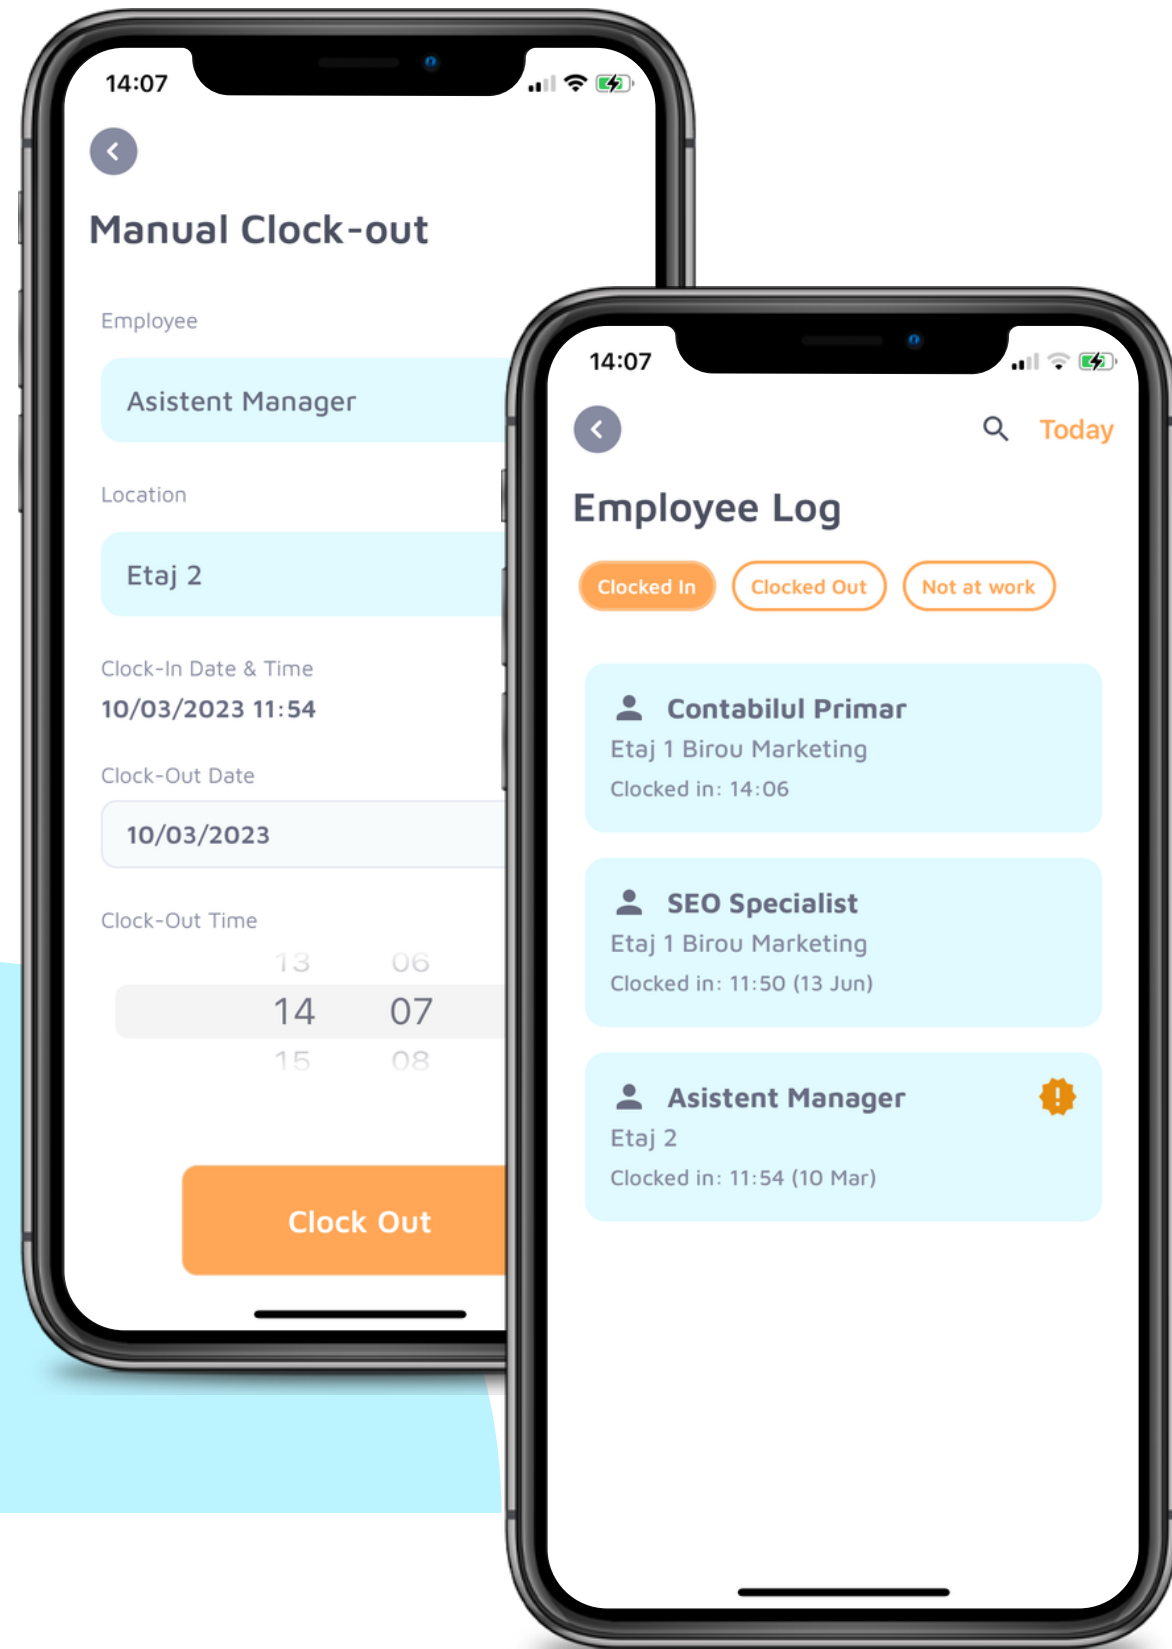 14:07
Manual Clock-out
Employee
Asistent Manager
Location
Etaj 2
Clock-In Date & Time
10/03/2023 11:54
Clock-Out Date
10/03/2023
Clock-Out Time
13 06
14 07
15 08
Clock Out
14:07
Today
Employee Log
Clocked In Clocked Out Not at work
Contabilul Primar
Etaj 1 Birou Marketing
Clocked in: 14:06
SEO Specialist
Etaj 1 Birou Marketing
Clocked in: 11:50 (13 Jun)
Asistent Manager
Etaj 2
Clocked in: 11:54 (10 Mar)